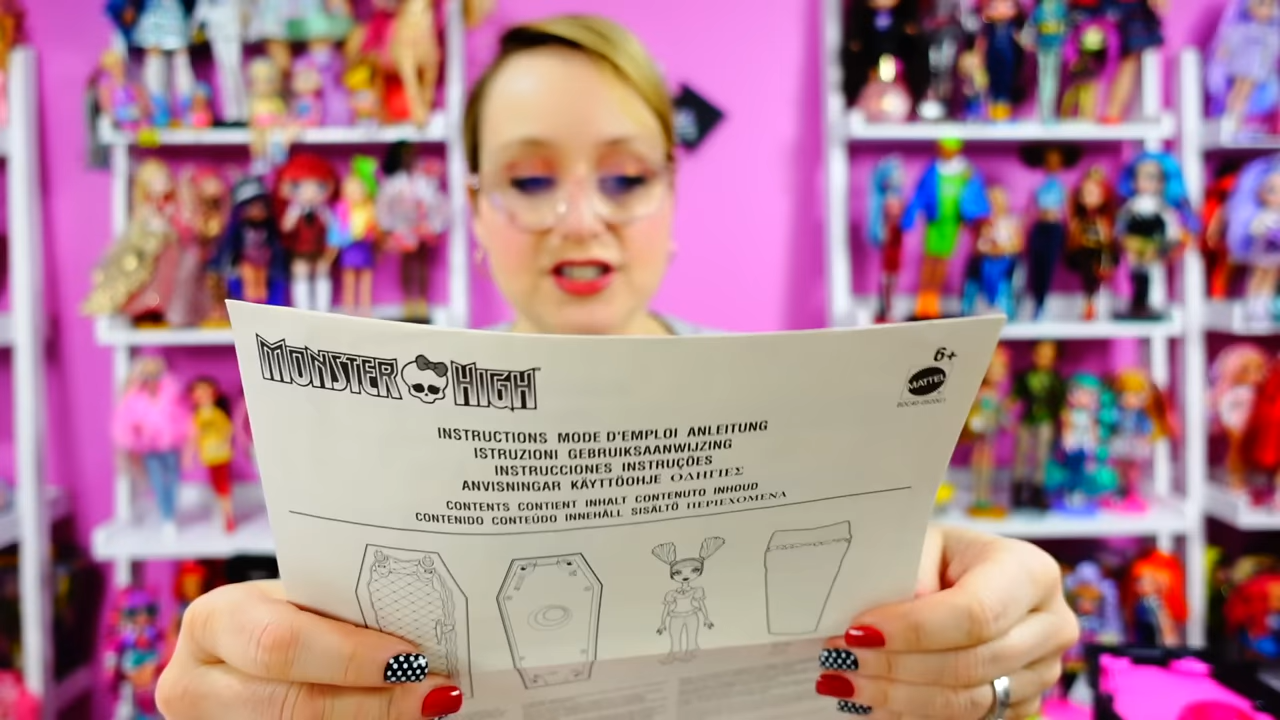 MONSTER HIGH
6+
MATTEL
INSTRUCTIONS MODE D'EMPLOI ANLEITUNG
ISTRUZIONI GEBRUIKSAANWIJZING
INSTRUCCIONES INSTRUÇÕES
ANVISNINGAR KÄYTTÖOHJE ΟΔΗΓΙΕΣ
CONTENTS CONTIENT INHALT CONTENUTO INHOUD
CONTENIDO CONTEÚDO INNEHÅLL SISÄLTÖ ΠΕΡΙΕΧΟΜΕΝΑ